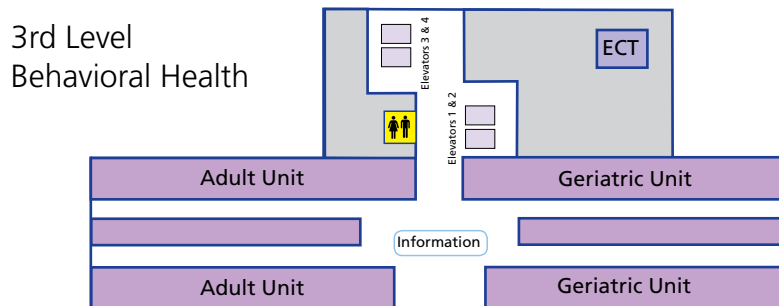 3rd Level
Behavioral Health
Elevators 3 & 4
ECT
Elevators 1 & 2
Adult Unit
Geriatric Unit
Information
Adult Unit
Geriatric Unit